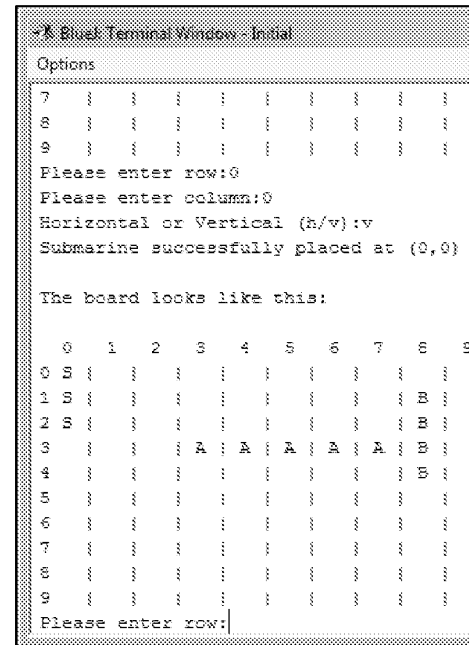 BlueJ: Terminal Window - Initial
Options
7 | | | | | | | | |
8 | | | | | | | | |
9 | | | | | | | | |
Please enter row:0
Please enter column:0
Horizontal or Vertical (h/v):v
Submarine successfully placed at (0,0)
The board looks like this:
0 1 2 3 4 5 6 7 8 9
0 S | | | | | | | | |
1 S | | | | | | | | B |
2 S | | | | | | | | B |
3 | | | A | A | A | A | A | B |
4 | | | | | | | | B |
5 | | | | | | | | |
6 | | | | | | | | |
7 | | | | | | | | |
8 | | | | | | | | |
9 | | | | | | | | |
Please enter row: